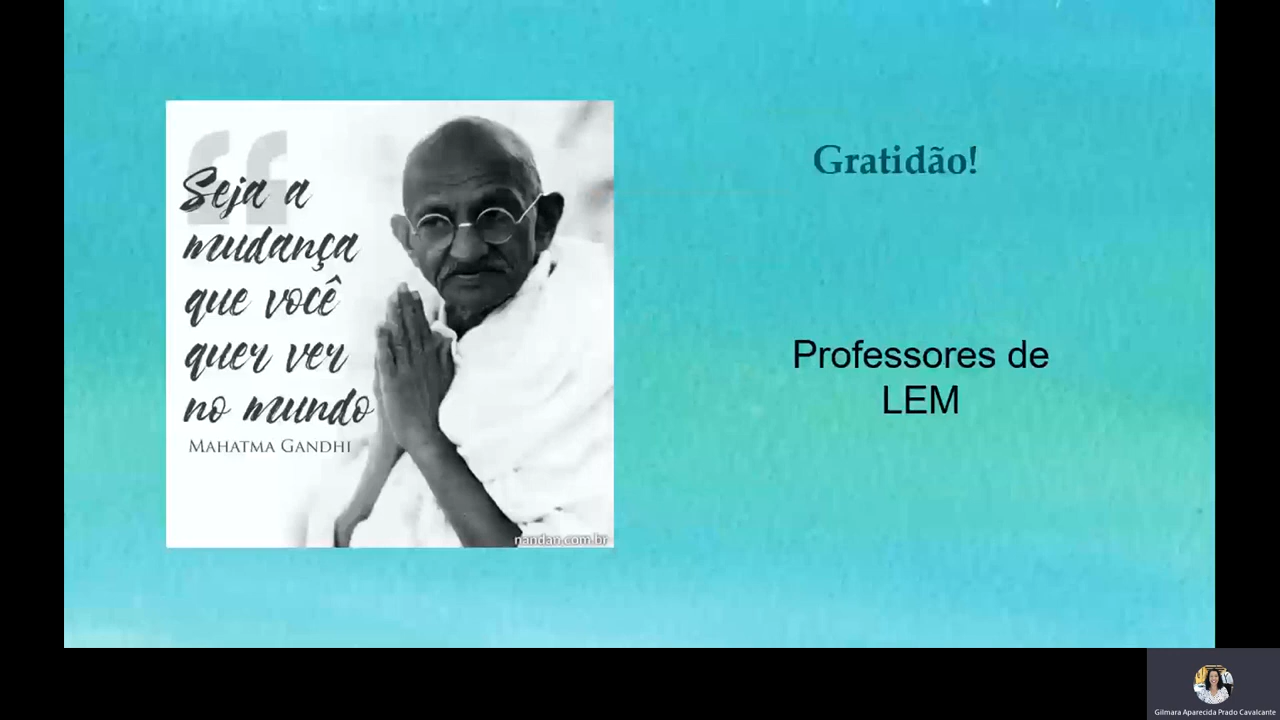 Seja a
mudança
que você
quer ver
no mundo
MAHATMA GANDHI
nandan.com.br
Gratidão!
Professores de
LEM
Gilmara Aparecida Prado Cavalcante